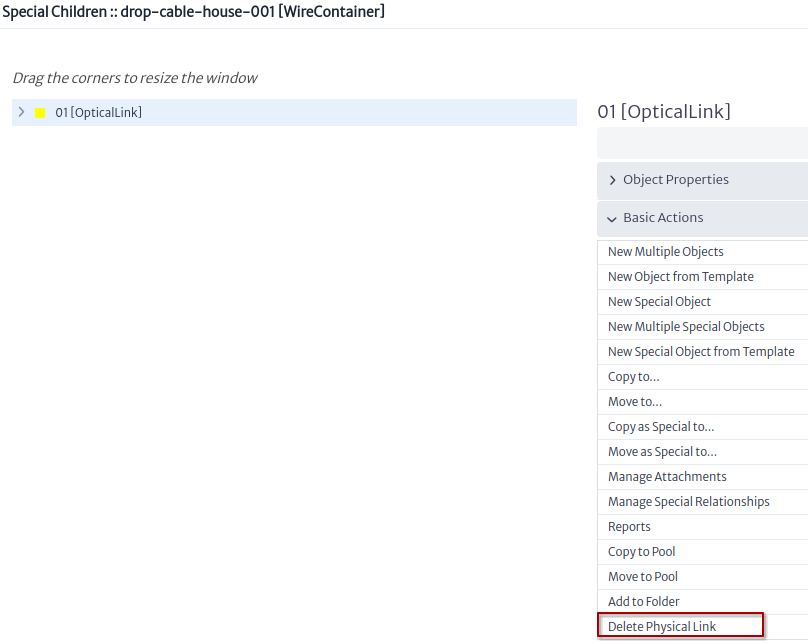 Special Children :: drop-cable-house-001 [WireContainer]
Drag the corners to resize the window
01 [OpticalLink]
01 [OpticalLink]
Object Properties
Basic Actions
New Multiple Objects
New Object from Template
New Special Object
New Multiple Special Objects
New Special Object from Template
Copy to...
Move to...
Copy as Special to...
Move as Special to...
Manage Attachments
Manage Special Relationships
Reports
Copy to Pool
Move to Pool
Add to Folder
Delete Physical Link